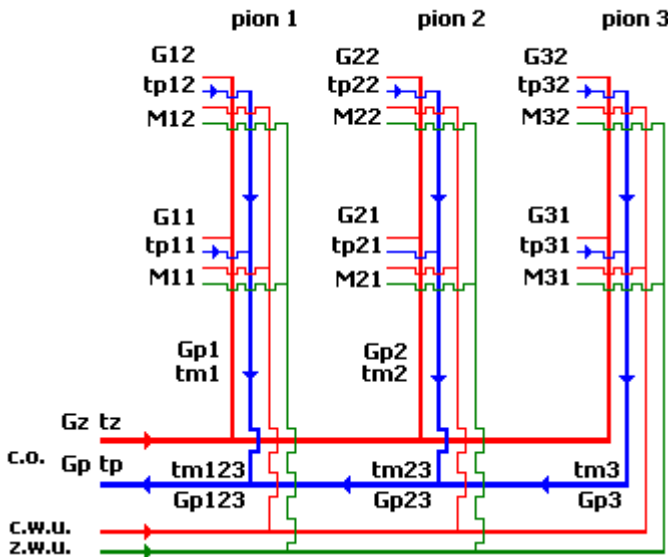 pion 1 pion 2 pion 3
G12 G22 G32
tp12 tp22 tp32
M12 M22 M32
G11 G21 G31
tp11 tp21 tp31
M11 M21 M31
Gp1 Gp2
tm1 tm2
Gz tz
c.o. Gp tp tm123 tm23 tm3
Gp123 Gp23 Gp3
c.w.u.
z.w.u.